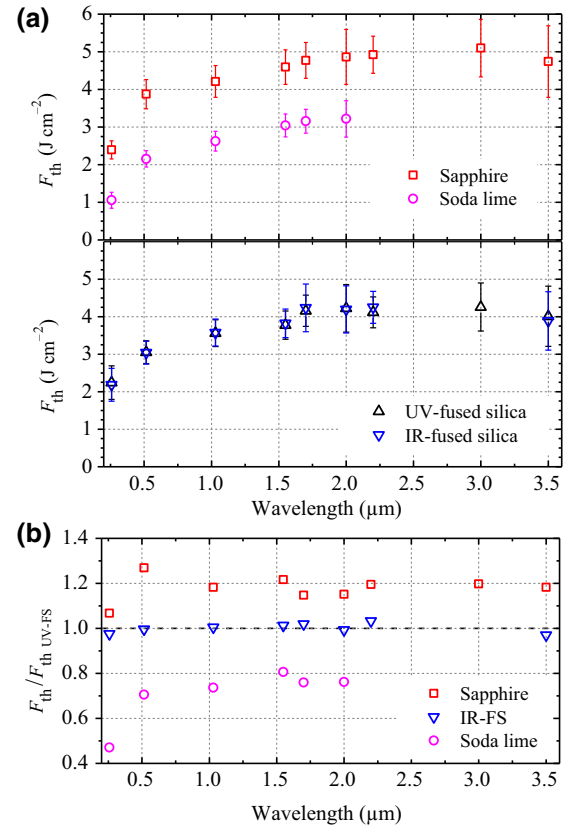 (a)
6
5
4
3
2
1
0
F_th (J cm⁻²)
Sapphire
Soda lime
5
4
3
2
1
0
F_th (J cm⁻²)
UV-fused silica
IR-fused silica
0.5 1.0 1.5 2.0 2.5 3.0 3.5
Wavelength (µm)
(b)
1.4
1.2
1.0
0.8
0.6
0.4
F_th/F_th UV-FS
Sapphire
IR-FS
Soda lime
0.5 1.0 1.5 2.0 2.5 3.0 3.5
Wavelength (µm)